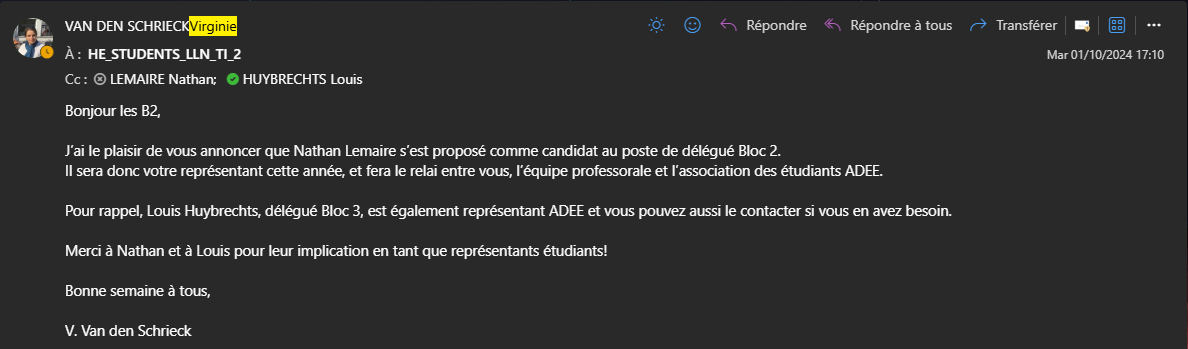 VAN DEN SCHRIECKVirginie
Répondre
Répondre à tous
Transférer
À : HE_STUDENTS_LLN_TI_2
Mar 01/10/2024 17:10
Cc : LEMAIRE Nathan; HUYBRECHTS Louis
Bonjour les B2,
J'ai le plaisir de vous annoncer que Nathan Lemaire s'est proposé comme candidat au poste de délégué Bloc 2.
Il sera donc votre représentant cette année, et fera le relai entre vous, l'équipe professorale et l'association des étudiants ADEE.
Pour rappel, Louis Huybrechts, délégué Bloc 3, est également représentant ADEE et vous pouvez aussi le contacter si vous en avez besoin.
Merci à Nathan et à Louis pour leur implication en tant que représentants étudiants!
Bonne semaine à tous,
V. Van den Schrieck